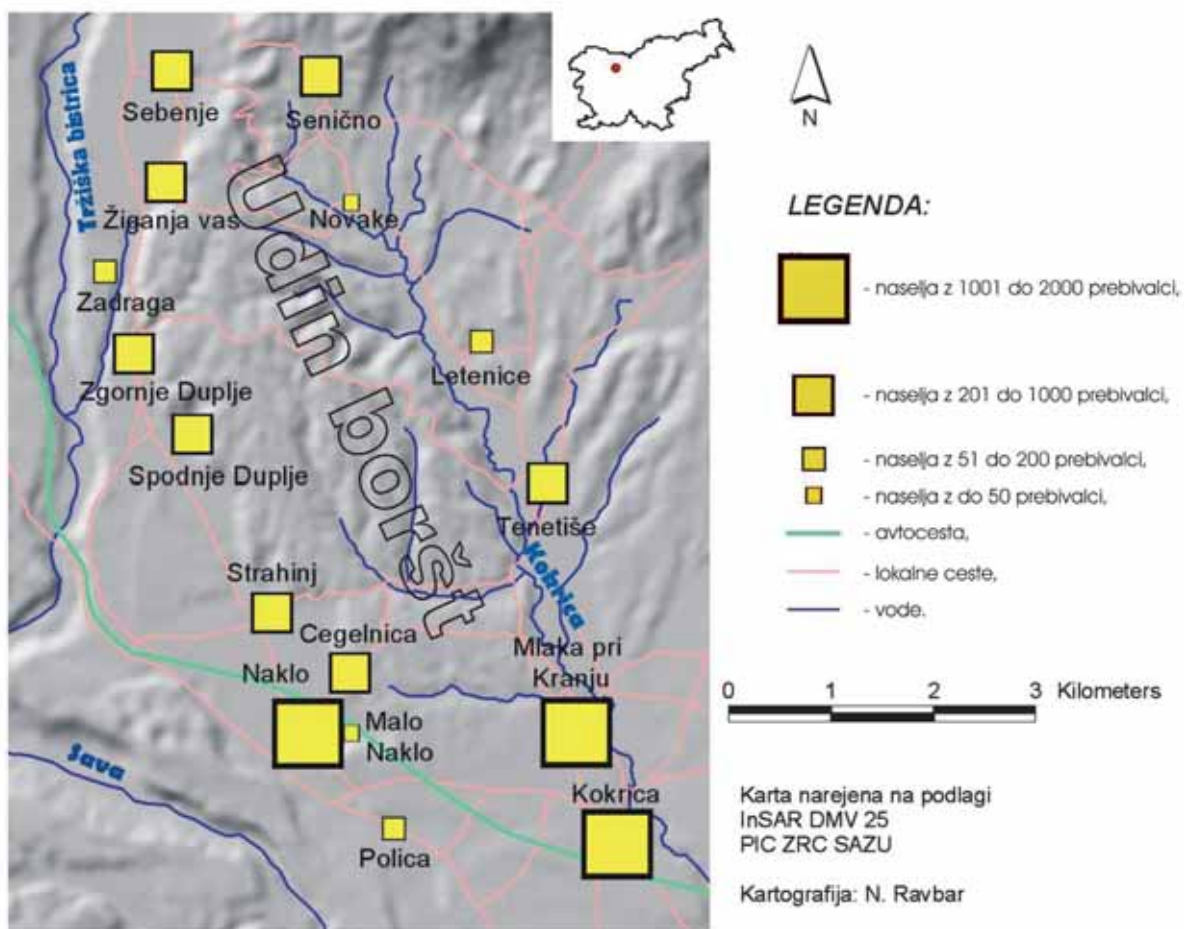 Sebenje
Senično
Tržiška bistrica
Žiganja vas
Novake
Udin boršt
Zadraga
Zgornje Duplje
Letenice
Spodnje Duplje
Tenetiše
Kokrica
Strahinj
Cegelnica
Naklo
Mlaka pri
Kranju
Malo
Naklo
Sava
Kokrica
Polica
N
LEGENDA:
- naselja z 1001 do 2000 prebivalci,
- naselja z 201 do 1000 prebivalci,
- naselja z 51 do 200 prebivalci,
- naselja z do 50 prebivalci,
- avtocesta,
- lokalne ceste,
- vode.
0 1 2 3 Kilometers
Karta narejena na podlagi
InSAR DMV 25
PIC ZRC SAZU
Kartografija: N. Ravbar